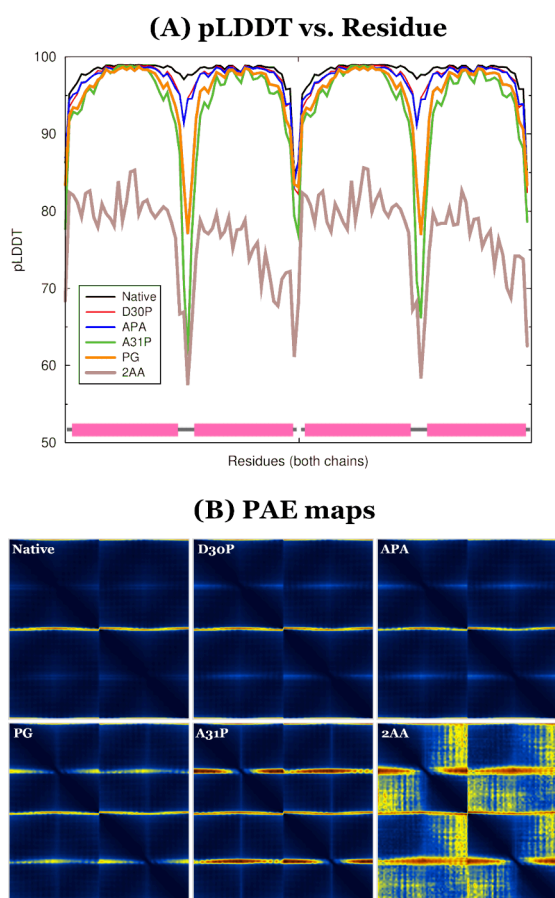 (A) pLDDT vs. Residue
100
90
80
70
60
50
pLDDT
Native
D30P
APA
A31P
PG
2AA
Residues (both chains)
(B) PAE maps
Native
D30P
APA
PG
A31P
2AA